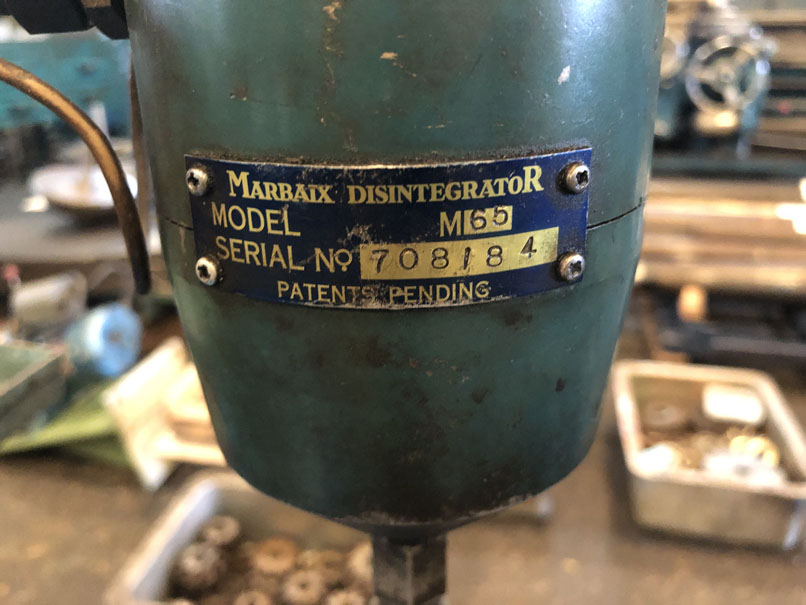 MARBAIX DISINTEGRATOR
MODEL M65
SERIAL NO. 708184
PATENTS PENDING